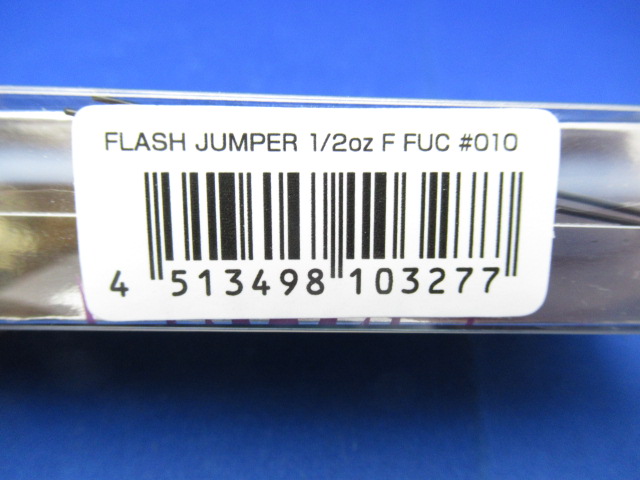 FLASH JUMPER 1/2oz F FUC #010
4 513498 103277